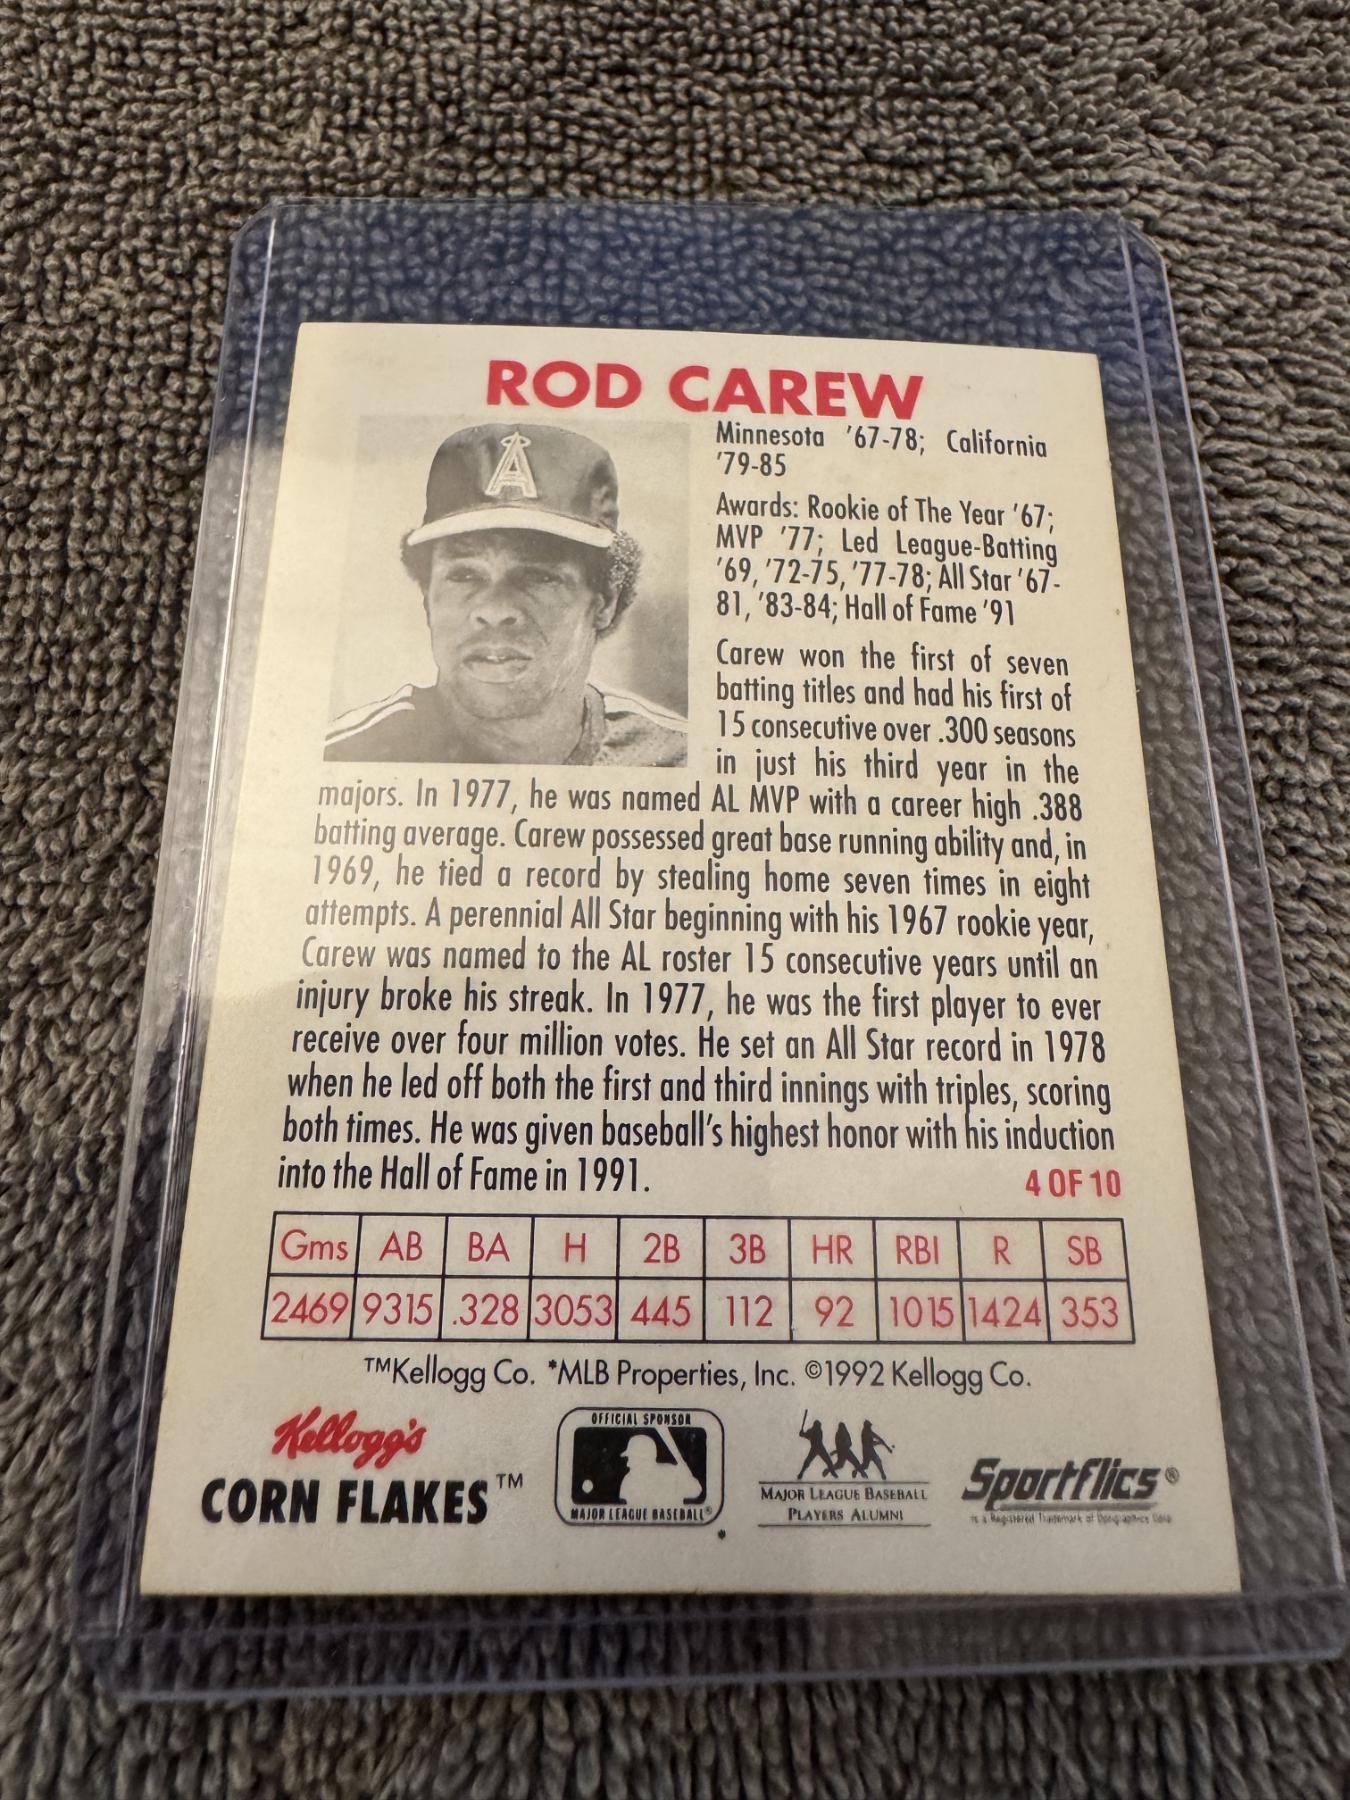 ROD CAREW
A
Minnesota '67-78; California
'79-85
Awards: Rookie of The Year '67;
MVP '77; Led League-Batting
'69, '72-75, '77-78; All Star '67-
81, '83-84; Hall of Fame '91
Carew won the first of seven
batting titles and had his first of
15 consecutive over .300 seasons
in just his third year in the
majors. In 1977, he was named AL MVP with a career high .388
batting average. Carew possessed great base running ability and, in
1969, he tied a record by stealing home seven times in eight
attempts. A perennial All Star beginning with his 1967 rookie year,
Carew was named to the AL roster 15 consecutive years until an
injury broke his streak. In 1977, he was the first player to ever
receive over four million votes. He set an All Star record in 1978
when he led off both the first and third innings with triples, scoring
both times. He was given baseball's highest honor with his induction
into the Hall of Fame in 1991.
4 OF 10
Gms AB BA H 2B 3B HR RBI R SB
2469 9315 .328 3053 445 112 92 1015 1424 353
™Kellogg Co. *MLB Properties, Inc. ©1992 Kellogg Co.
Kellogg's
CORN FLAKES™
OFFICIAL SPONSOR
MAJOR LEAGUE BASEBALL®
*
MAJOR LEAGUE BASEBALL
PLAYERS ALUMNI
Sportflics®
is a Registered Trademark of Optigraphics Corp.